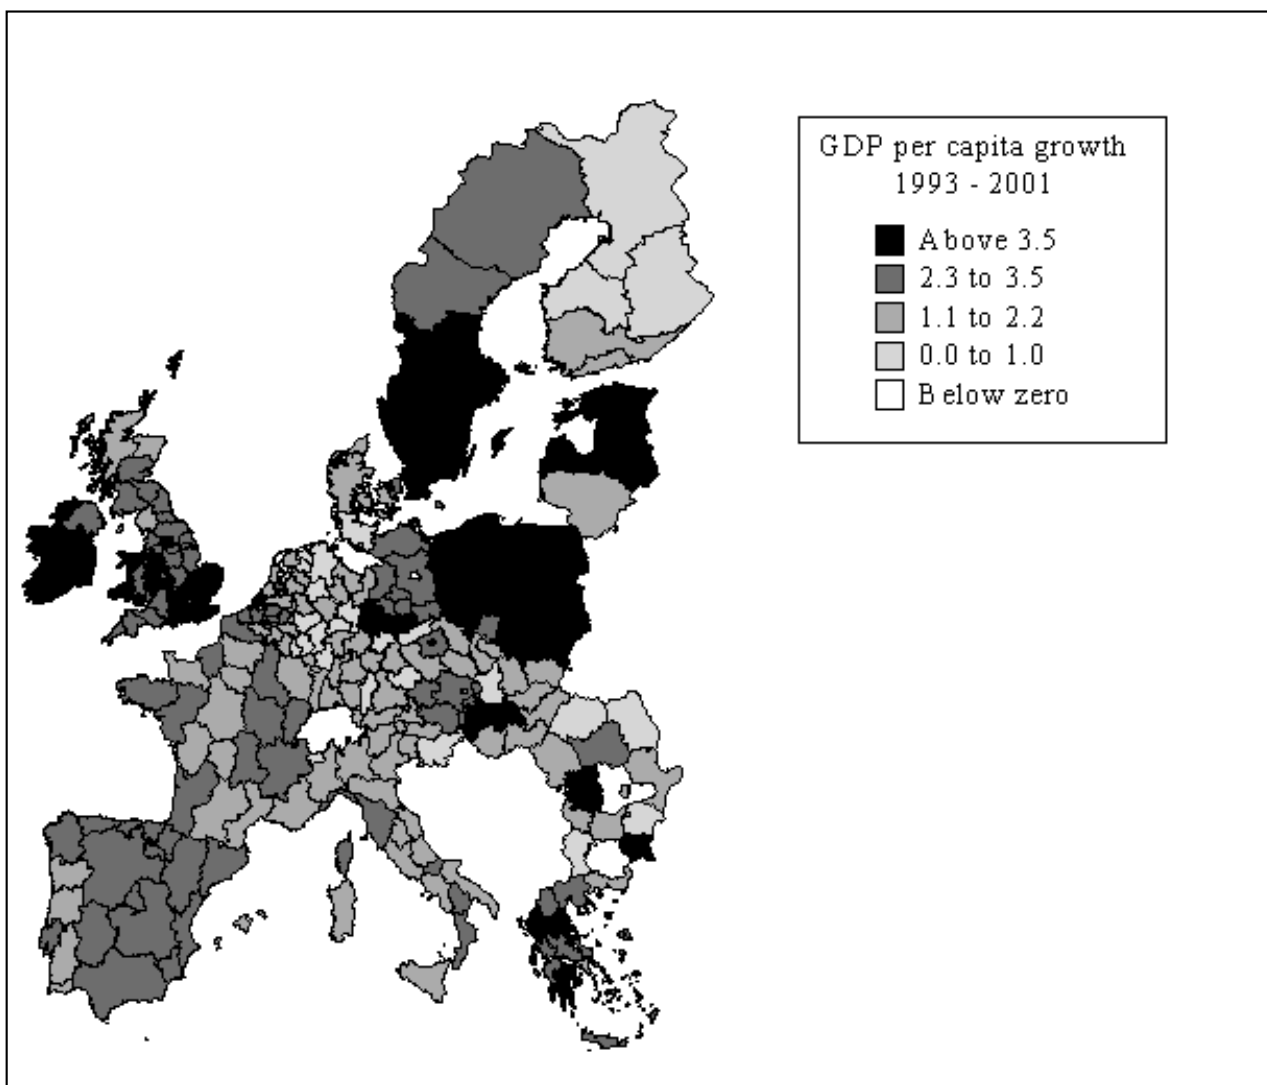 GDP per capita growth
1993 - 2001
Above 3.5
2.3 to 3.5
1.1 to 2.2
0.0 to 1.0
Below zero